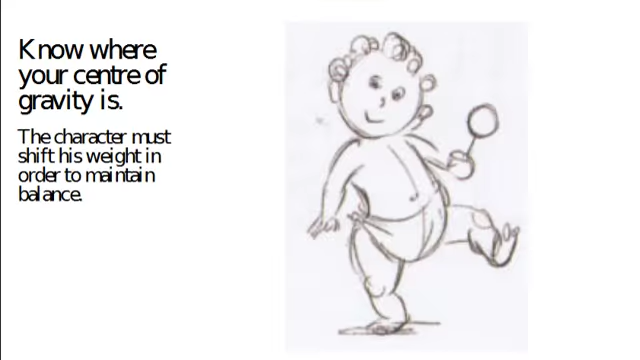 Know where
your centre of
gravity is.
The character must
shift his weight in
order to maintain
balance.